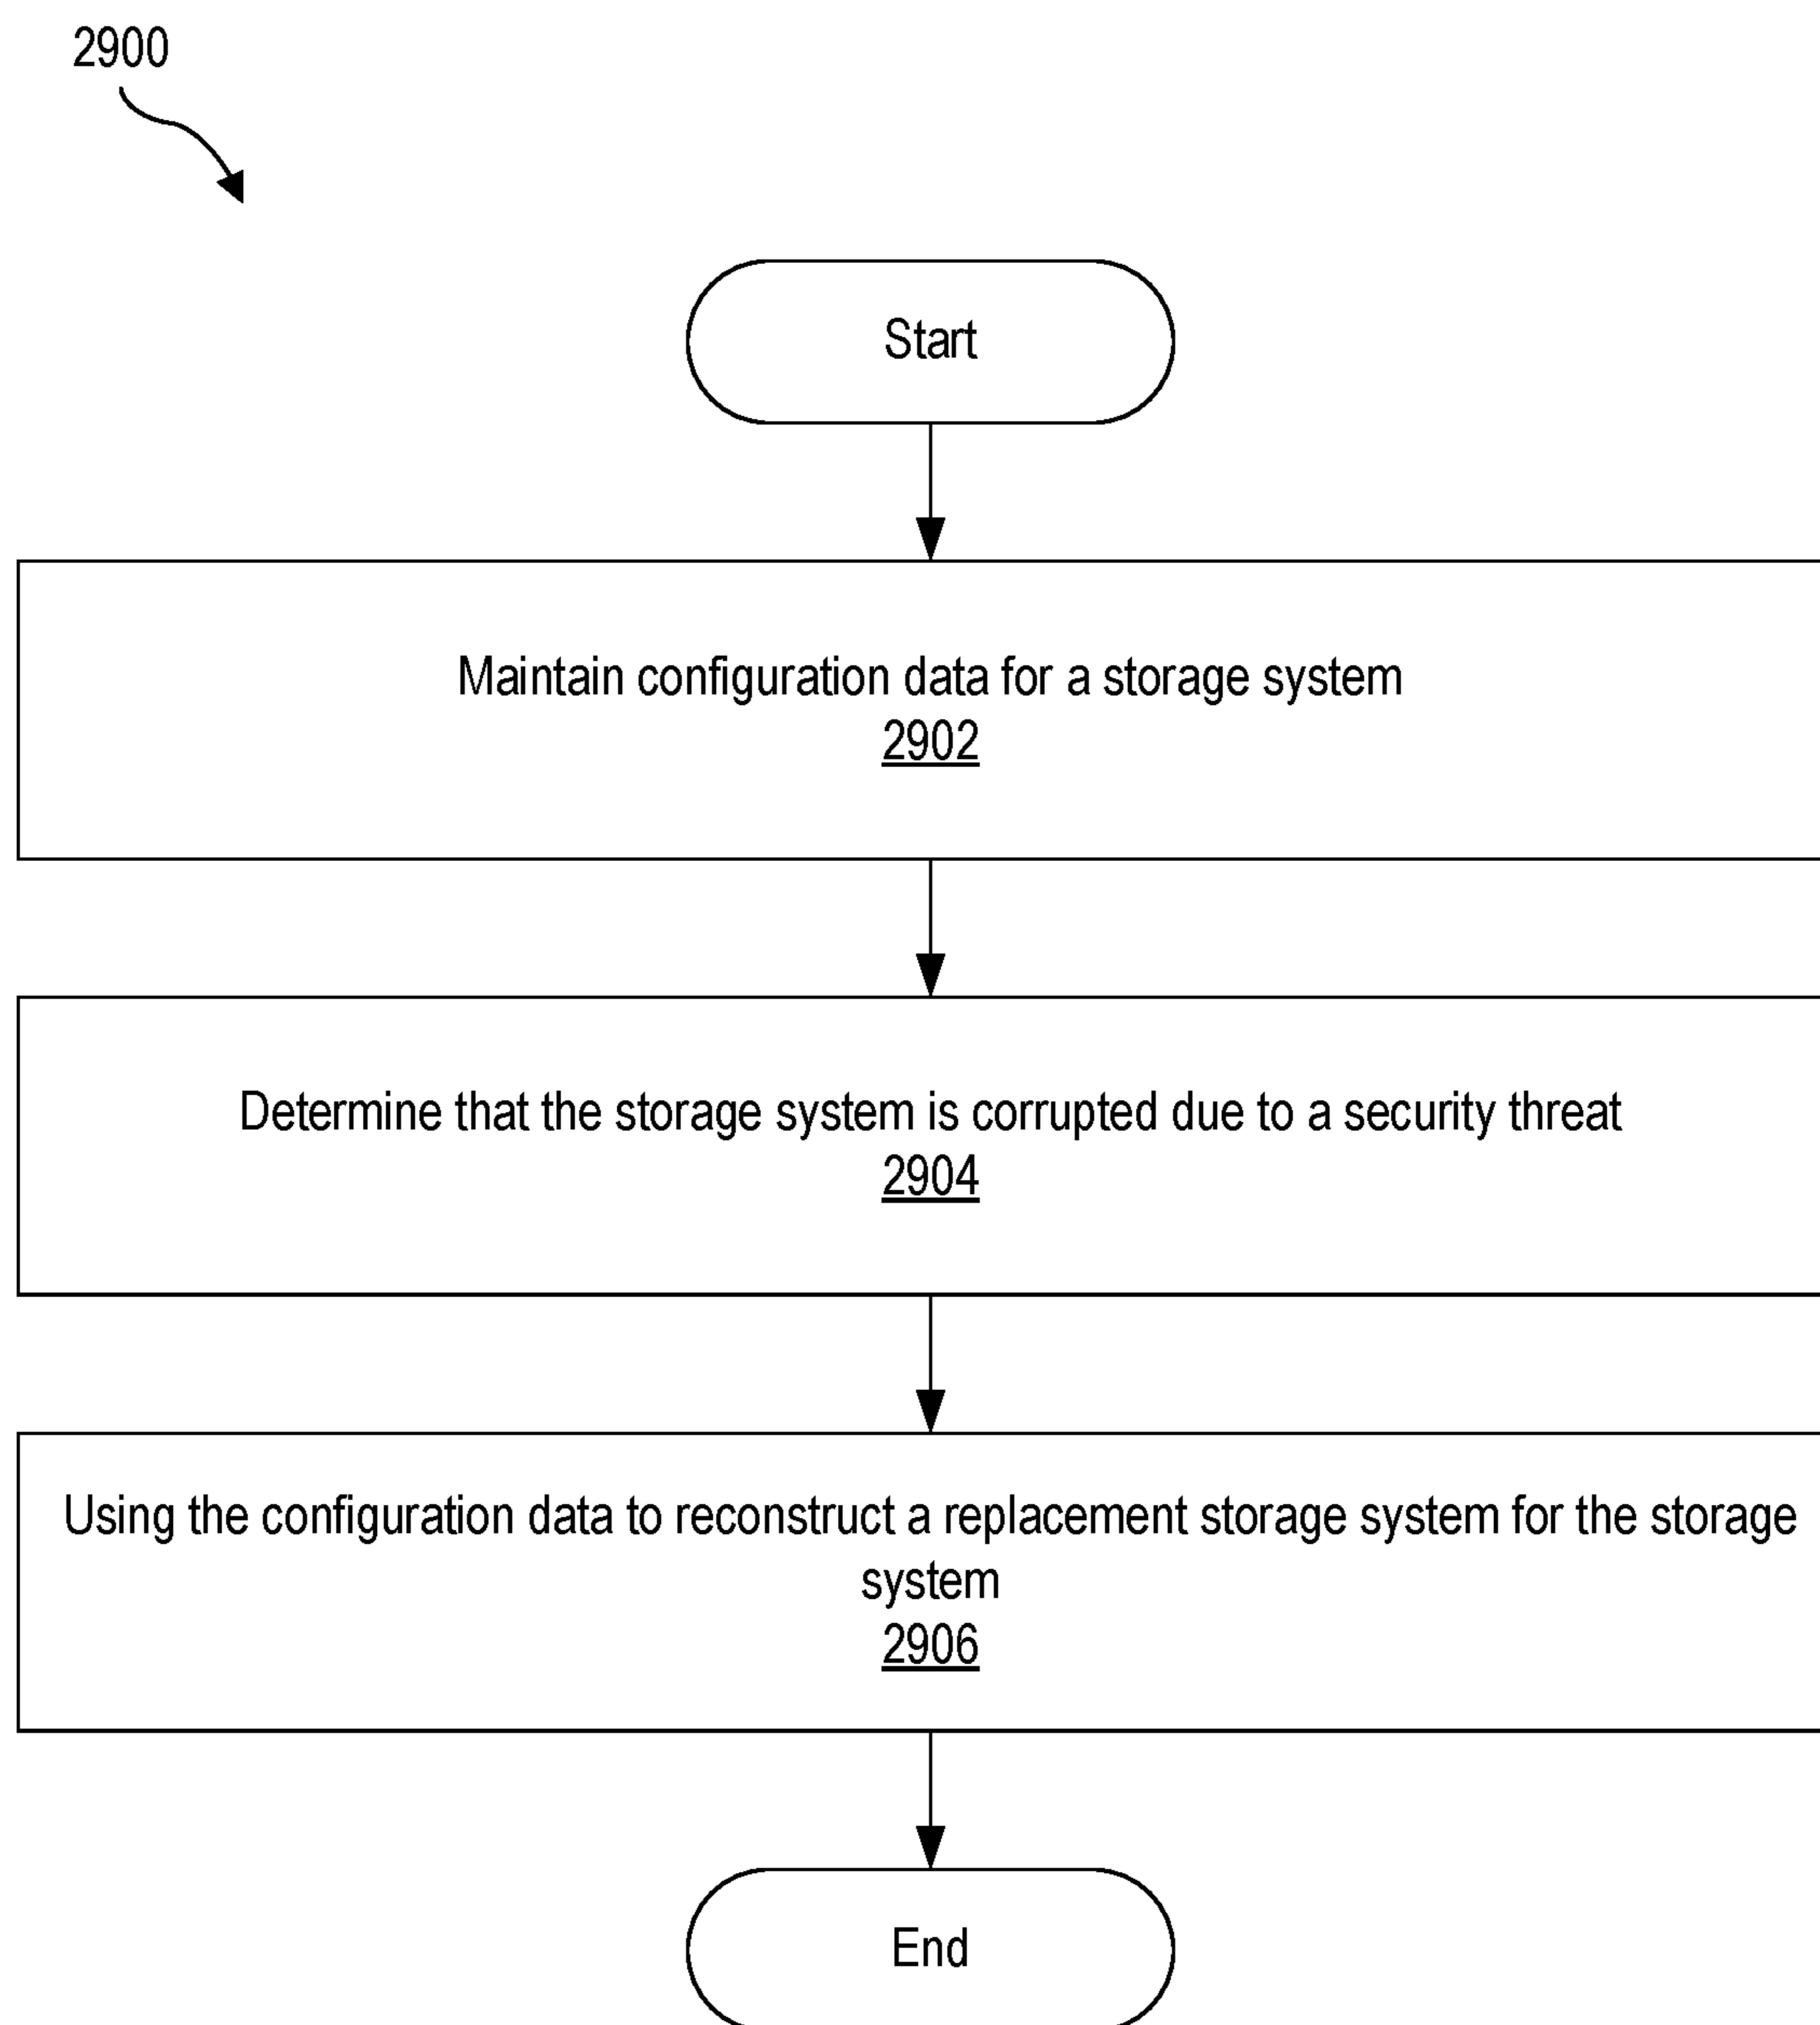 2900
Start
Maintain configuration data for a storage system
2902
Determine that the storage system is corrupted due to a security threat
2904
Using the configuration data to reconstruct a replacement storage system for the storage
system
2906
End